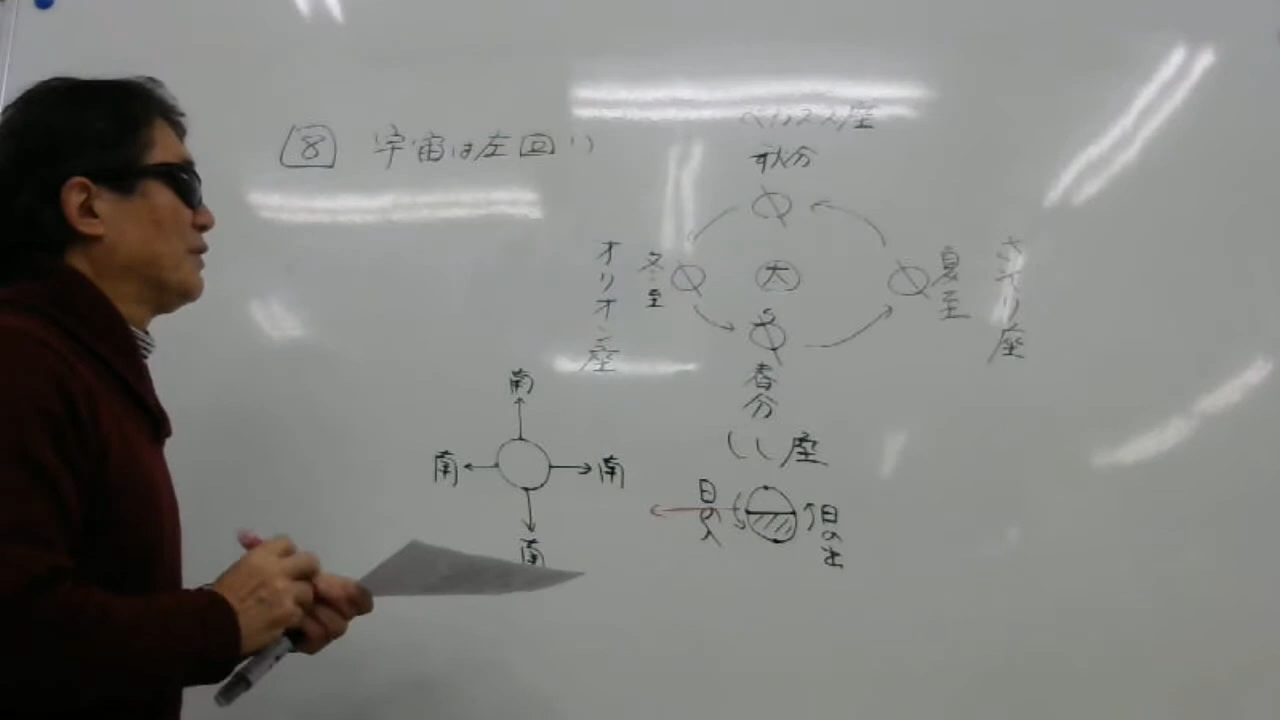 8 宇宙は左回り
ペガスス座
秋分
オリオン座
冬至
太
夏至
さそり座
春分
しし座
南
南
南
南
日の入
日の出